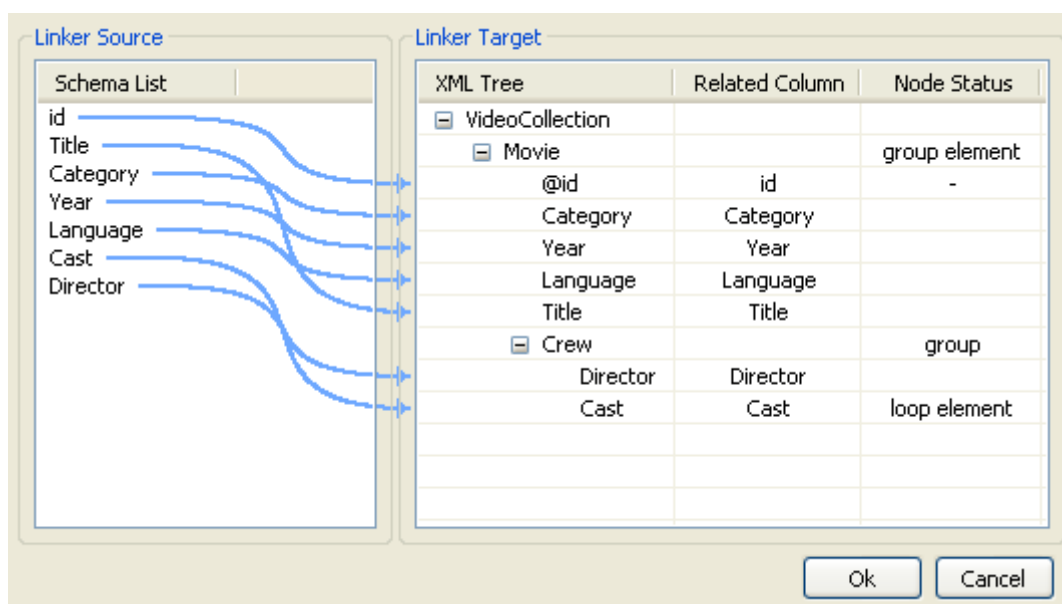 Linker Source
Schema List
id
Title
Category
Year
Language
Cast
Director
Linker Target
XML Tree Related Column Node Status
VideoCollection
Movie group element
@id id -
Category Category
Year Year
Language Language
Title Title
Crew group
Director Director
Cast Cast loop element
Ok Cancel